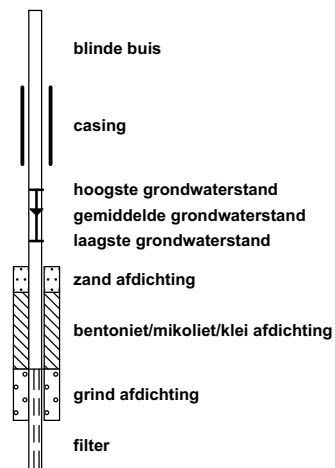 blinde buis
casing
hoogste grondwaterstand
gemiddelde grondwaterstand
laagste grondwaterstand
zand afdichting
bentoniet/mikoliet/klei afdichting
grind afdichting
filter